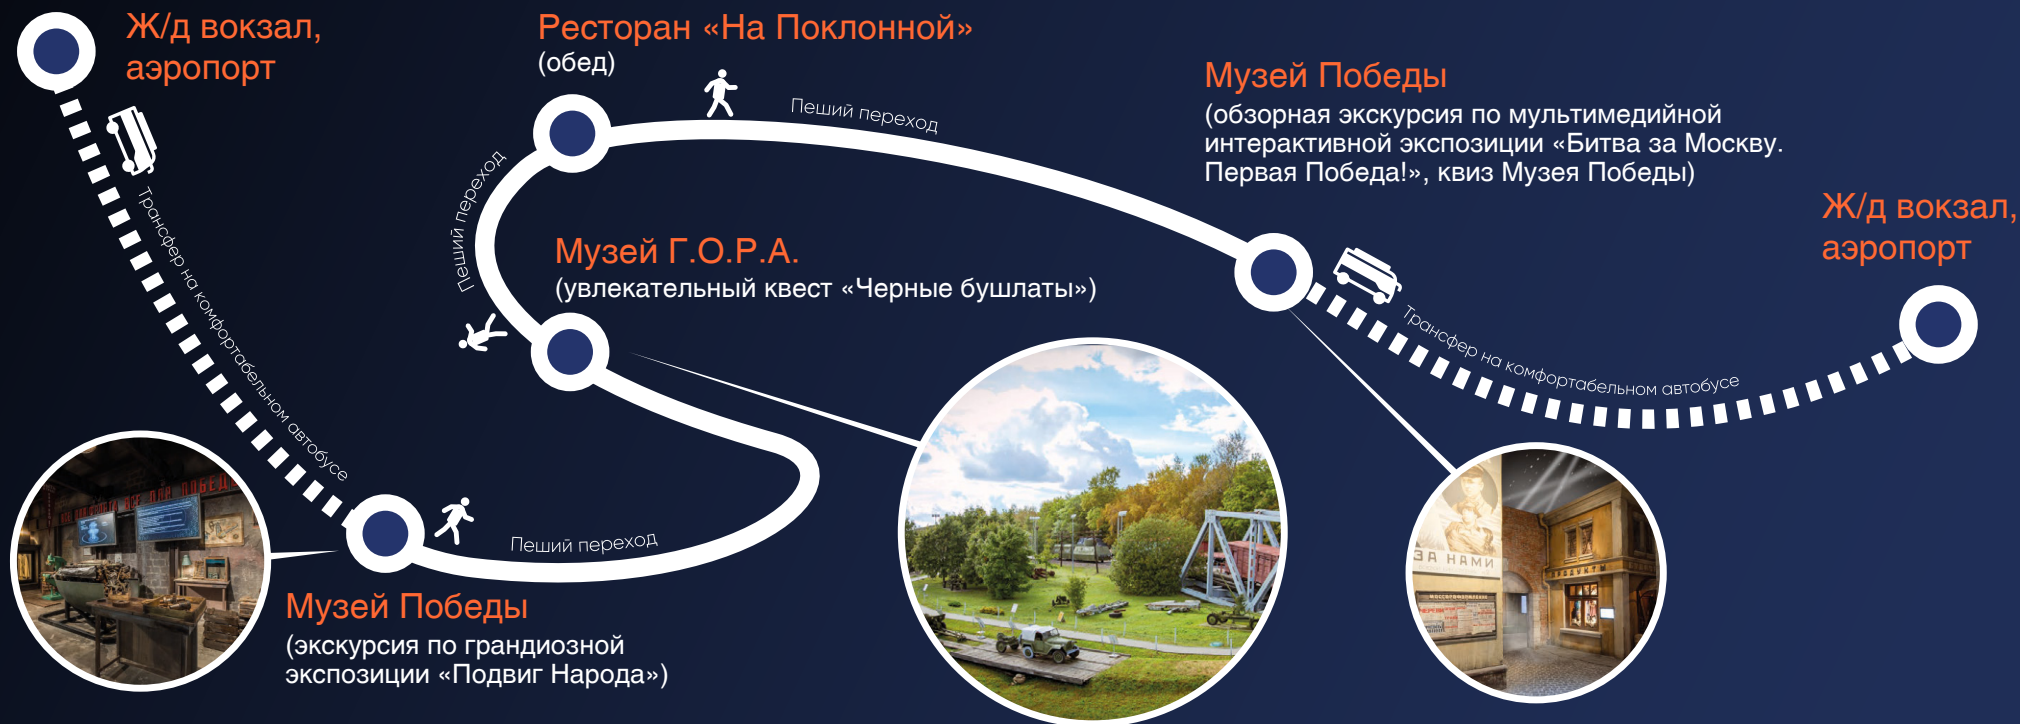 Ж/д вокзал,
аэропорт
Трансфер на комфортабельном автобусе
Музей Победы
(экскурсия по грандиозной
экспозиции «Подвиг Народа»)
Пеший переход
Музей Г.О.Р.А.
(увлекательный квест «Черные бушлаты»)
Пеший переход
Ресторан «На Поклонной»
(обед)
Пеший переход
Музей Победы
(обзорная экскурсия по мультимедийной
интерактивной экспозиции «Битва за Москву.
Первая Победа!», квиз Музея Победы)
Трансфер на комфортабельном автобусе
Ж/д вокзал,
аэропорт
ЗА НАМИ
ПРОДУКТЫ